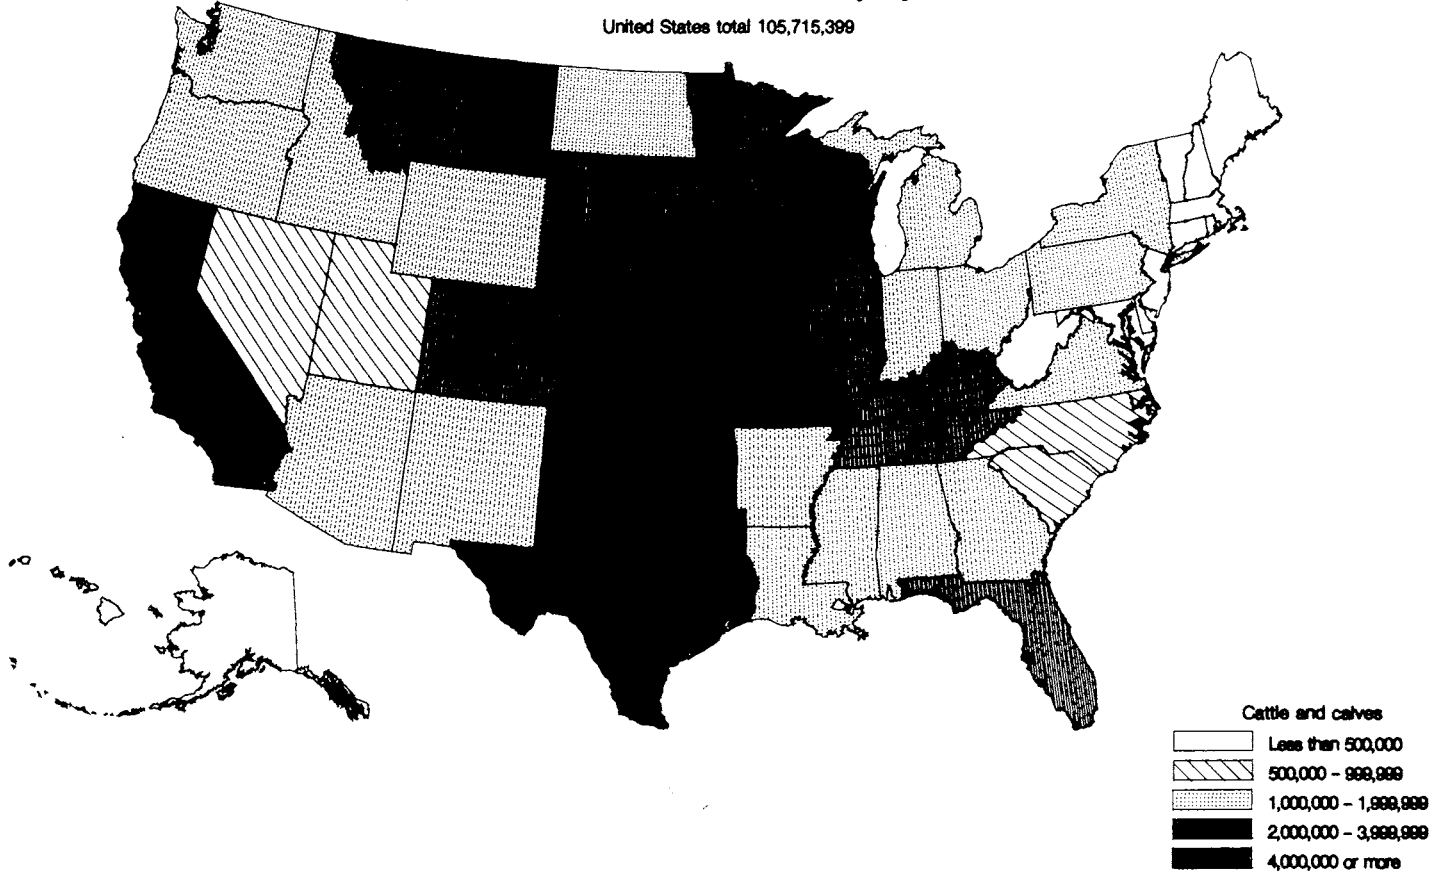 United States total 105,715,399
Cattle and calves
Less than 500,000
500,000 - 999,999
1,000,000 - 1,999,999
2,000,000 - 3,999,999
4,000,000 or more